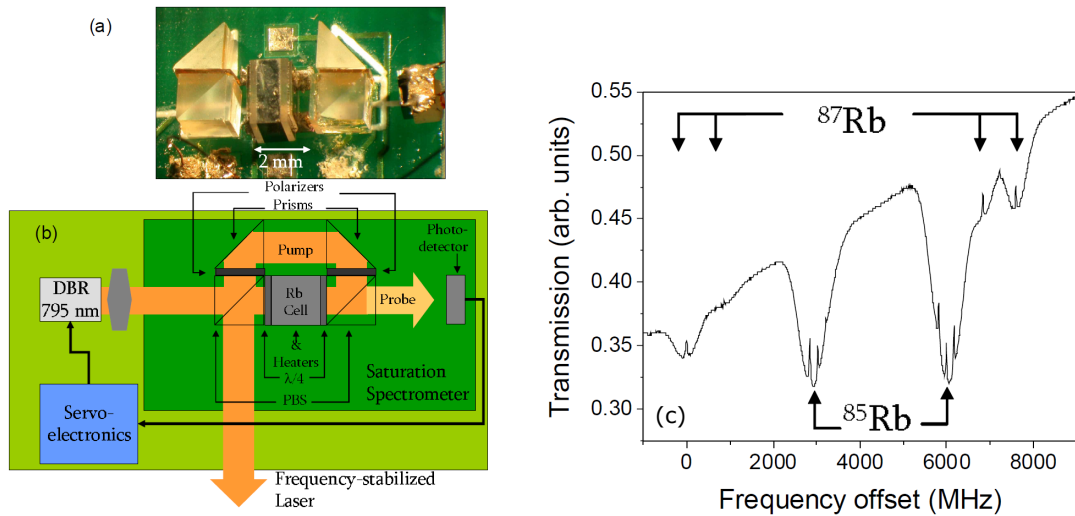 (a)
2 mm
Polarizers
Prisms
(b)
Photo-
detector
Pump
DBR
795 nm
Rb
Cell
Probe
&
Heaters
λ/4
PBS
Saturation
Spectrometer
Servo-
electronics
Frequency-stabilized
Laser
Transmission (arb. units)
0.55
0.50
0.45
0.40
0.35
0.30
⁸⁷Rb
(c)
⁸⁵Rb
0
2000
4000
6000
8000
Frequency offset (MHz)